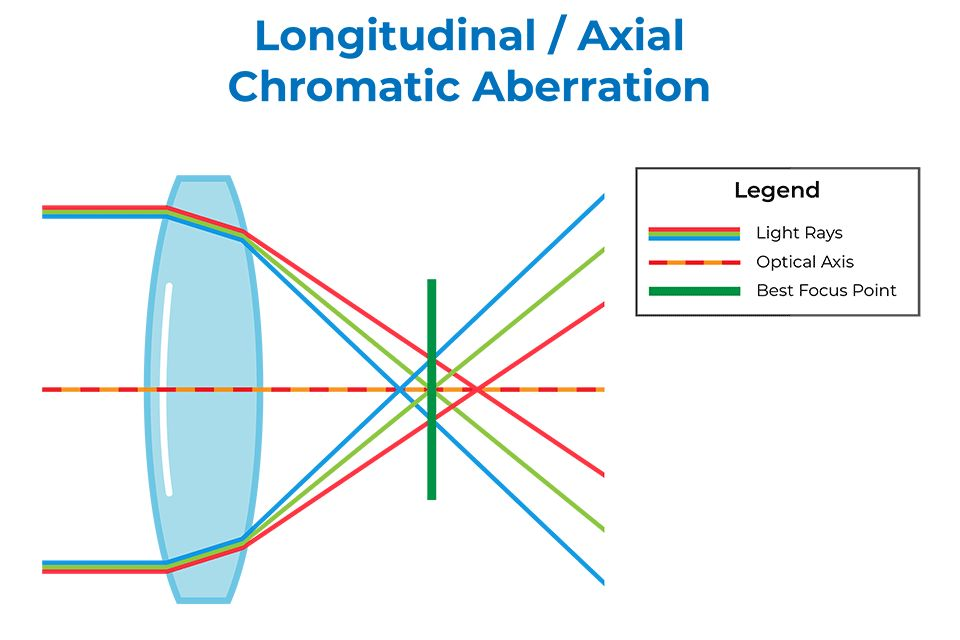 Longitudinal / Axial
Chromatic Aberration
Legend
Light Rays
Optical Axis
Best Focus Point